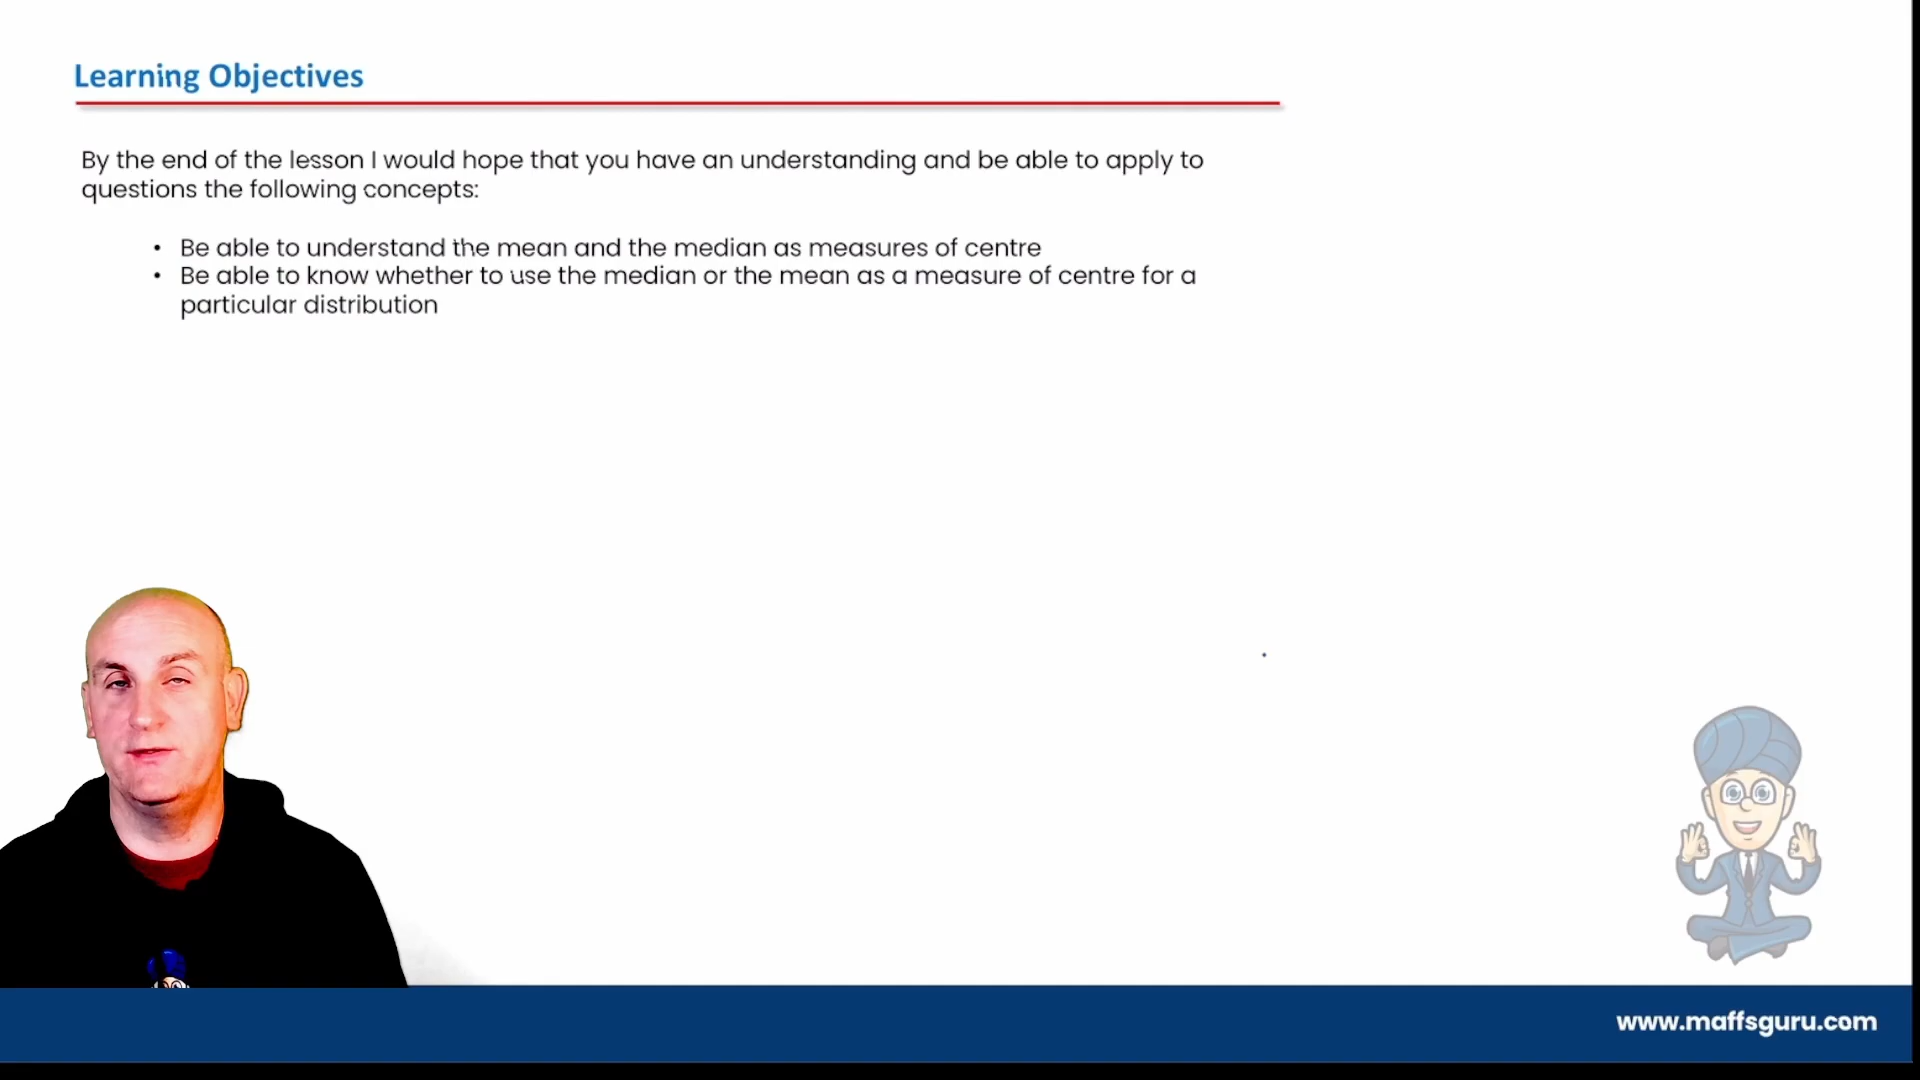 Learning Objectives
By the end of the lesson I would hope that you have an understanding and be able to apply to
questions the following concepts:
• Be able to understand the mean and the median as measures of centre
• Be able to know whether to use the median or the mean as a measure of centre for a
particular distribution
www.maffsguru.com